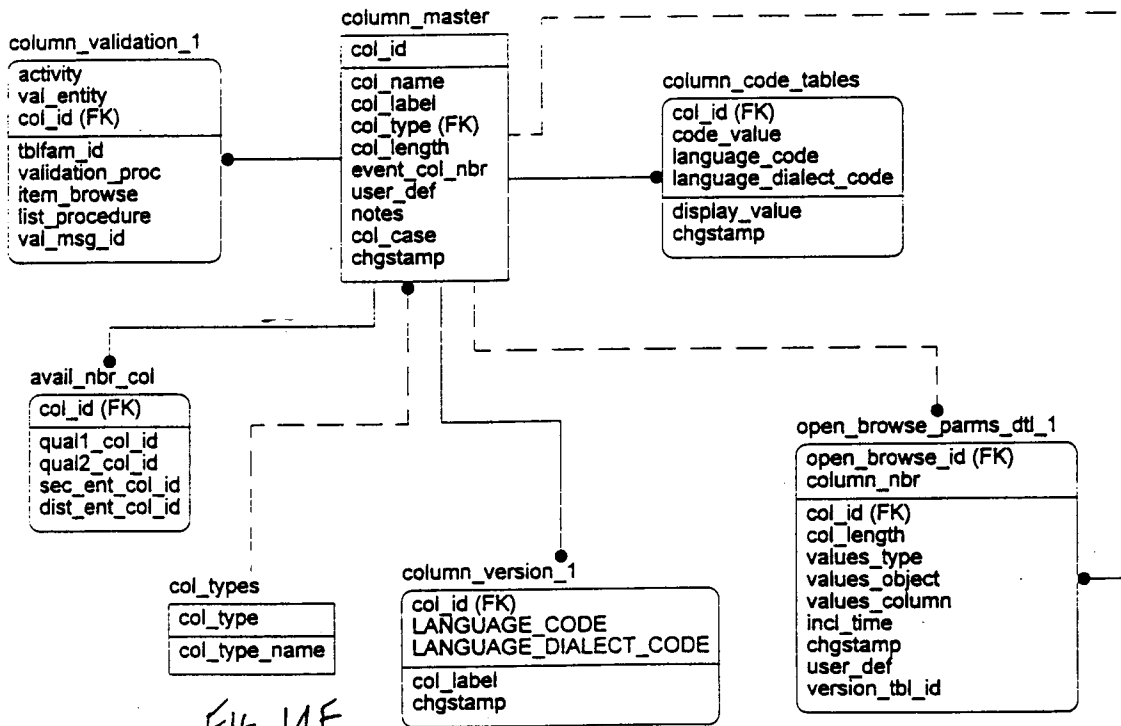 column_master
col_id
col_name
col_label
col_type (FK)
col_length
event_col_nbr
user_def
notes
col_case
chgstamp
column_validation_1
activity
val_entity
col_id (FK)
tblfam_id
validation_proc
item_browse
list_procedure
val_msg_id
column_code_tables
col_id (FK)
code_value
language_code
language_dialect_code
display_value
chgstamp
avail_nbr_col
col_id (FK)
qual1_col_id
qual2_col_id
sec_ent_col_id
dist_ent_col_id
open_browse_parms_dtl_1
open_browse_id (FK)
column_nbr
col_id (FK)
col_length
values_type
values_object
values_column
incl_time
chgstamp
user_def
version_tbl_id
col_types
col_type
col_type_name
column_version_1
col_id (FK)
LANGUAGE_CODE
LANGUAGE_DIALECT_CODE
col_label
chgstamp